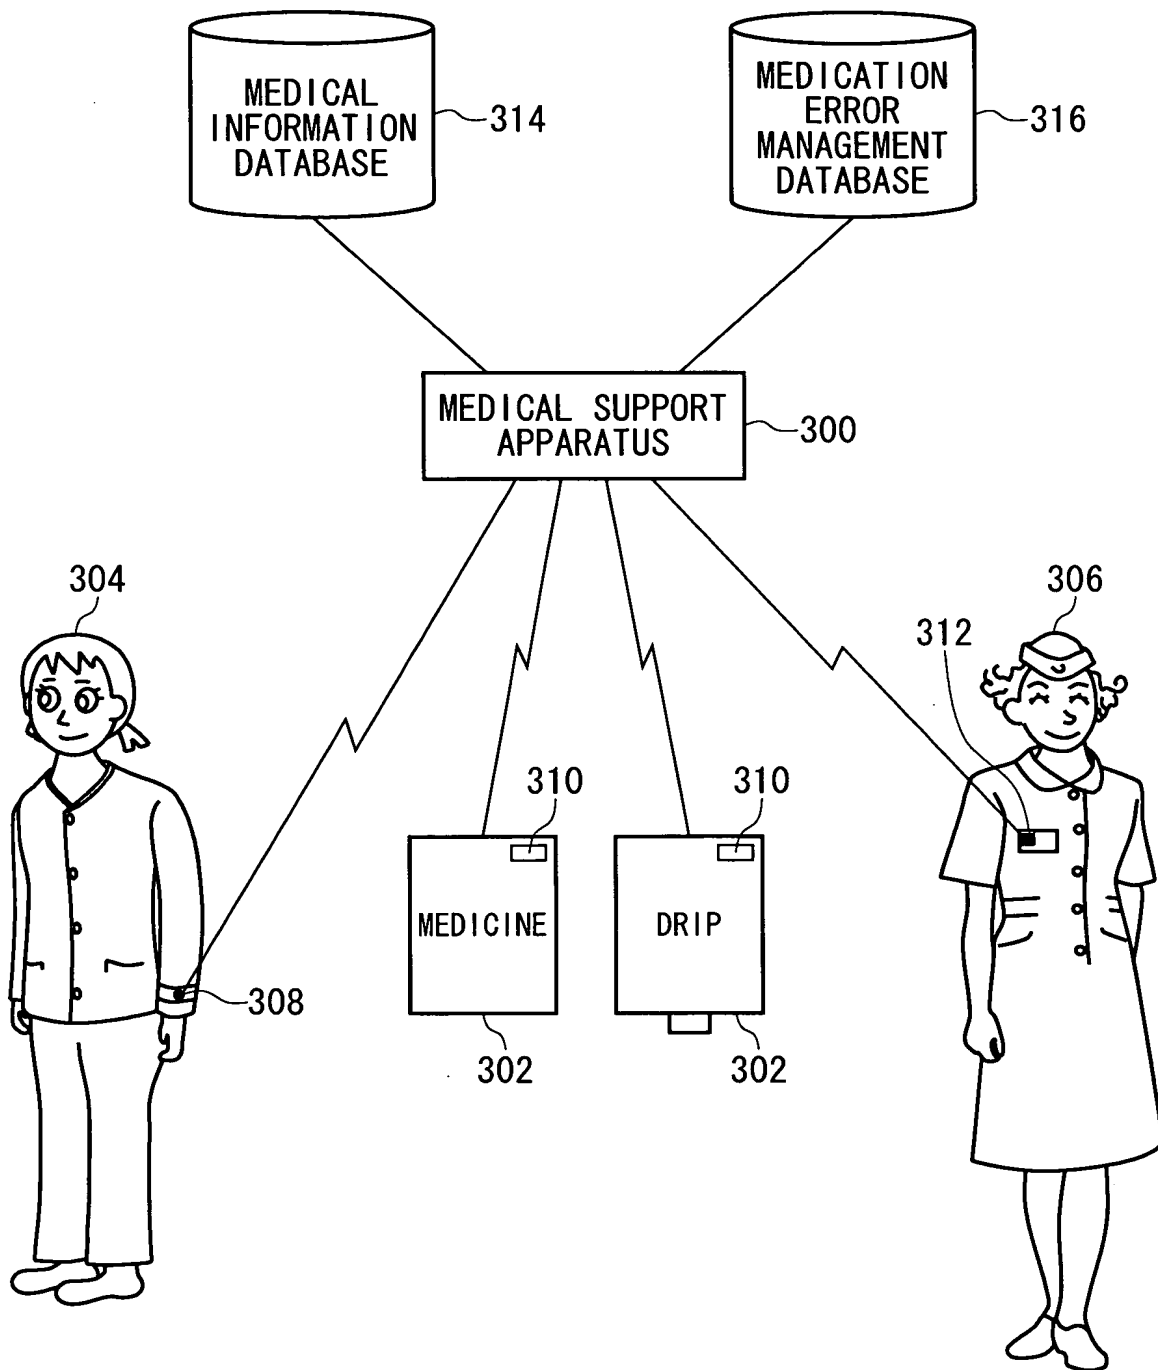 MEDICAL
INFORMATION
DATABASE
314
MEDICATION
ERROR
MANAGEMENT
DATABASE
316
MEDICAL SUPPORT
APPARATUS
300
304
306
312
310
310
MEDICINE
DRIP
308
302
302